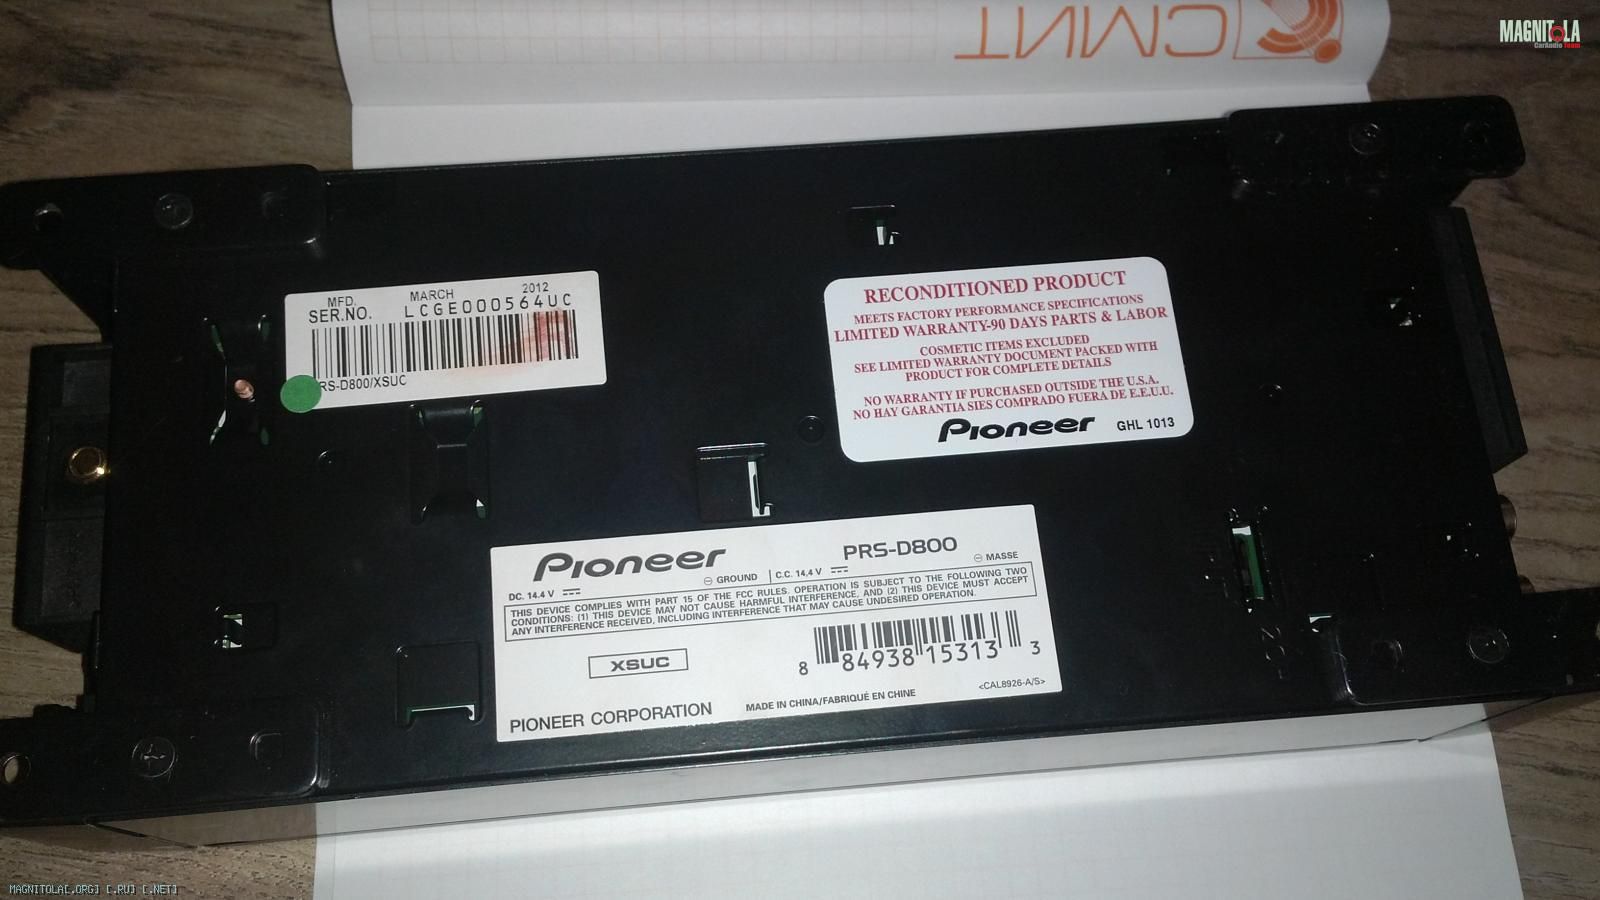 СМИТ
MAGNITOLA
CarAudio Team
MFD. MARCH 2012
SER.NO. LCGE000564UC
RS-D800/XSUC
RECONDITIONED PRODUCT
MEETS FACTORY PERFORMANCE SPECIFICATIONS
LIMITED WARRANTY-90 DAYS PARTS & LABOR
COSMETIC ITEMS EXCLUDED
SEE LIMITED WARRANTY DOCUMENT PACKED WITH
PRODUCT FOR COMPLETE DETAILS
NO WARRANTY IF PURCHASED OUTSIDE THE U.S.A.
NO HAY GARANTIA SIES COMPRADO FUERA DE E.E.U.U.
Pioneer GHL 1013
Pioneer PRS-D800
DC. 14.4 V ⊖ GROUND | C.C. 14,4 V ⊖ MASSE
THIS DEVICE COMPLIES WITH PART 15 OF THE FCC RULES. OPERATION IS SUBJECT TO THE FOLLOWING TWO
CONDITIONS: (1) THIS DEVICE MAY NOT CAUSE HARMFUL INTERFERENCE, AND (2) THIS DEVICE MUST ACCEPT
ANY INTERFERENCE RECEIVED, INCLUDING INTERFERENCE THAT MAY CAUSE UNDESIRED OPERATION.
XSUC
8 84938 15313 3
PIONEER CORPORATION MADE IN CHINA/FABRIQUÉ EN CHINE <CAL8926-A/S>
MAGNITOLA[.ORG] [.RU] [.NET]